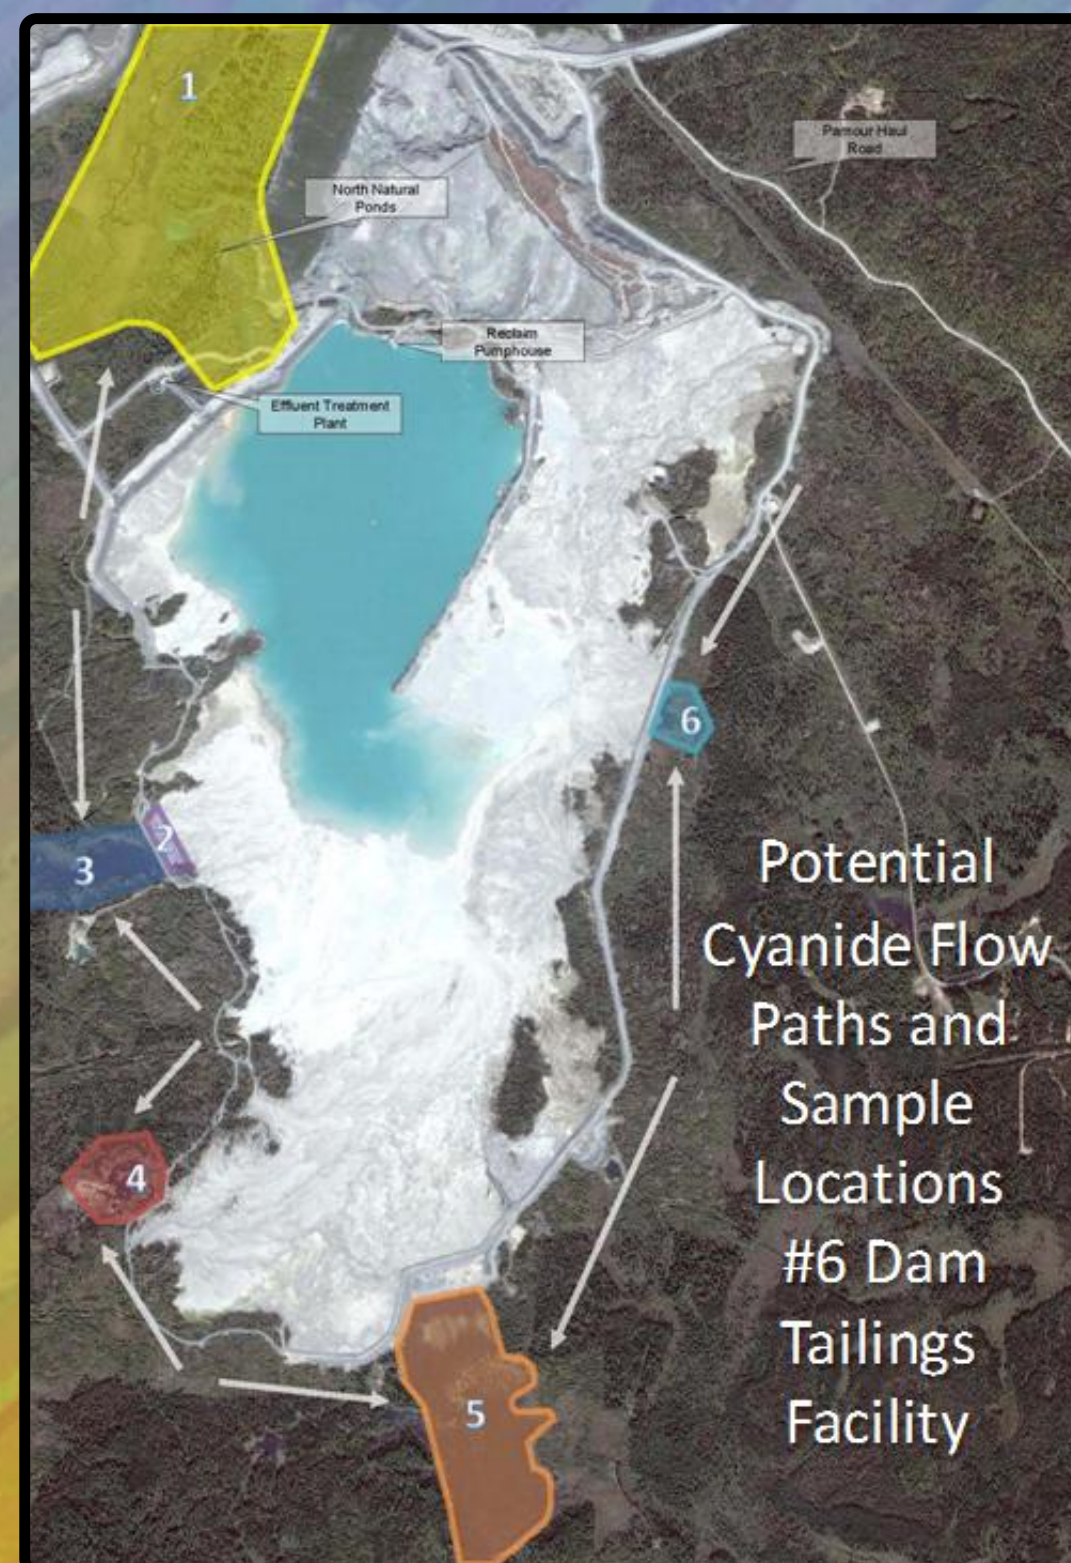 1
Pamour Haul
Road
North Natural
Ponds
Reclaim
Pumphouse
Effluent Treatment
Plant
6
2
3
Potential
Cyanide Flow
Paths and
Sample
Locations
#6 Dam
Tailings
Facility
4
5